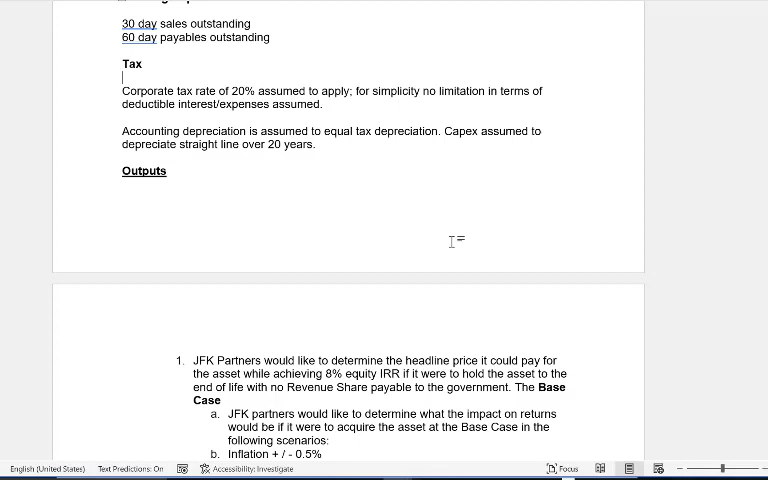 30 day sales outstanding
60 day payables outstanding
Tax
Corporate tax rate of 20% assumed to apply; for simplicity no limitation in terms of
deductible interest/expenses assumed.
Accounting depreciation is assumed to equal tax depreciation. Capex assumed to
depreciate straight line over 20 years.
Outputs
1. JFK Partners would like to determine the headline price it could pay for
the asset while achieving 8% equity IRR if it were to hold the asset to the
end of life with no Revenue Share payable to the government. The Base
Case
a. JFK partners would like to determine what the impact on returns
would be if it were to acquire the asset at the Base Case in the
following scenarios:
b. Inflation + / - 0.5%
English (United States) Text Predictions: On Accessibility: Investigate Focus